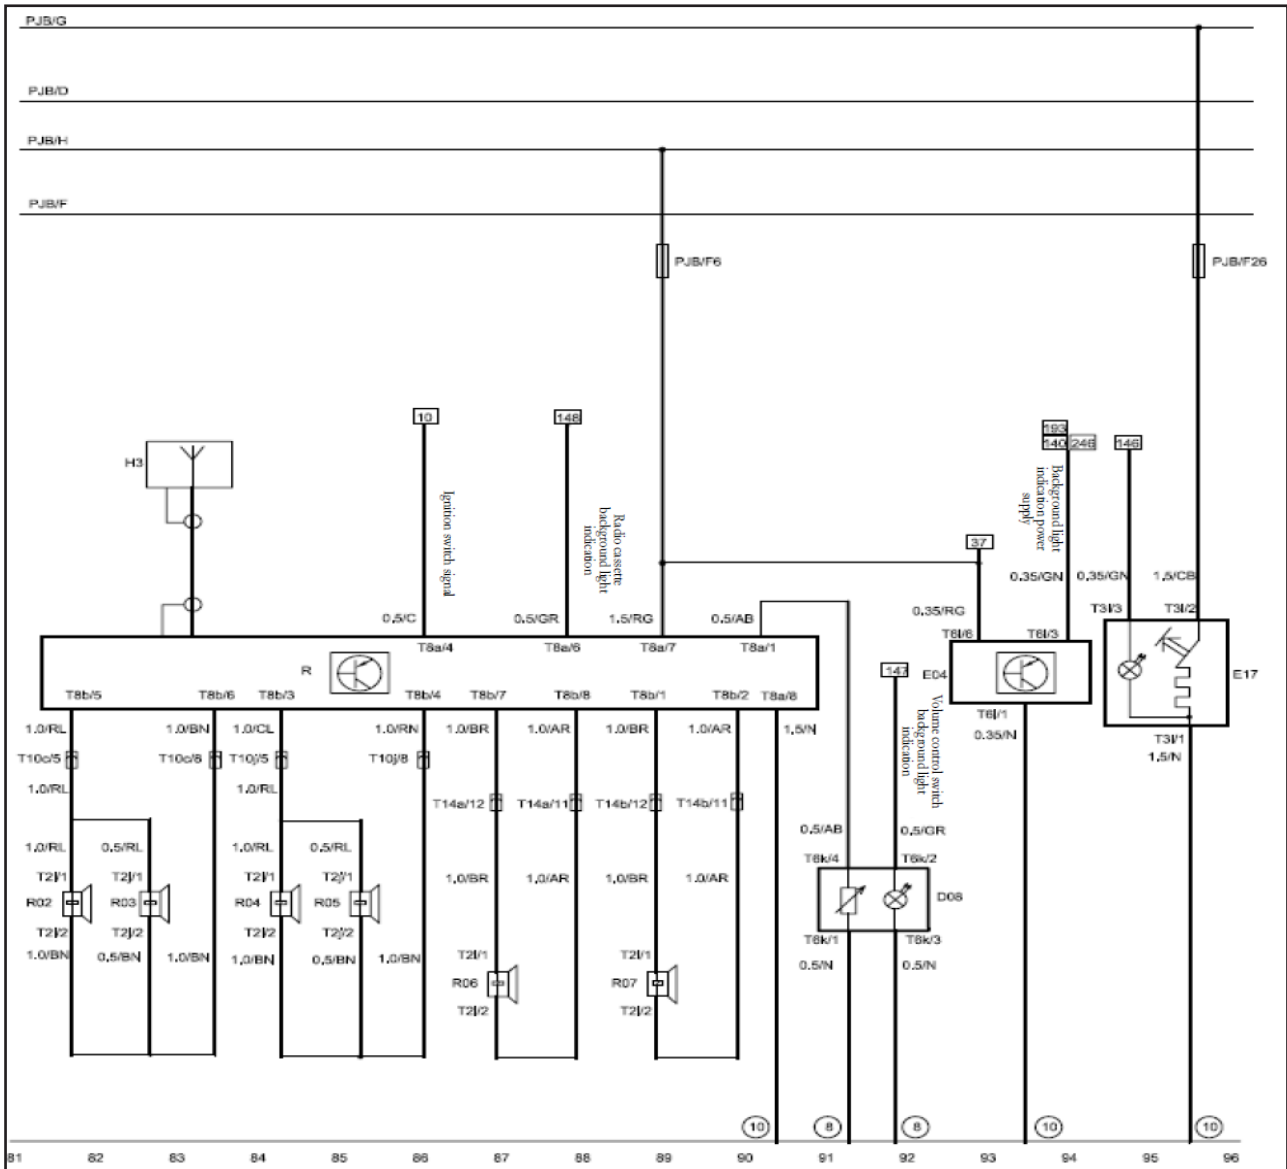 PJB/G
PJB/D
PJB/H
PJB/F
PJB/F6
PJB/F26
10
148
193
140 246
146
H3
37
Ignition switch signal
Radio cassette
background light
indication
Background light
indication power
supply
0.5/C
0.5/GR
1.5/RG
0.5/AB
0.35/RG
0.35/GN
0.35/GN
1.5/CB
T8a/4
T8a/6
T8a/7
T8a/1
T6l/6
T6l/3
T3l/3
T3l/2
R
E04
E17
147
T8b/5
T8b/6
T8b/3
T8b/4
T8b/7
T8b/8
T8b/1
T8b/2
T8a/8
T6l/1
0.35/N
T3l/1
1.5/N
Volume control switch
background light
indication
1.0/RL
1.0/BN
1.0/CL
1.0/RN
1.0/BR
1.0/AR
1.0/BR
1.0/AR
1.5/N
T10c/5
T10c/6
T10j/5
T10j/8
1.0/RL
1.0/RL
T14a/12
T14a/11
T14b/12
T14b/11
0.5/AB
0.5/GR
1.0/RL
0.5/RL
1.0/RL
0.5/RL
T6k/4
T6k/2
T2j/1
T2j/1
T2j/1
T2j/1
1.0/BR
1.0/AR
1.0/BR
1.0/AR
R02
R03
R04
R05
D08
T2l/2
T2j/2
T2l/2
T2j/2
T6k/1
T6k/3
1.0/BN
0.5/BN
1.0/BN
1.0/BN
0.5/BN
1.0/BN
T2l/1
T2l/1
0.5/N
0.5/N
R06
R07
T2l/2
T2l/2
10
8
8
10
10
81 82 83 84 85 86 87 88 89 90 91 92 93 94 95 96